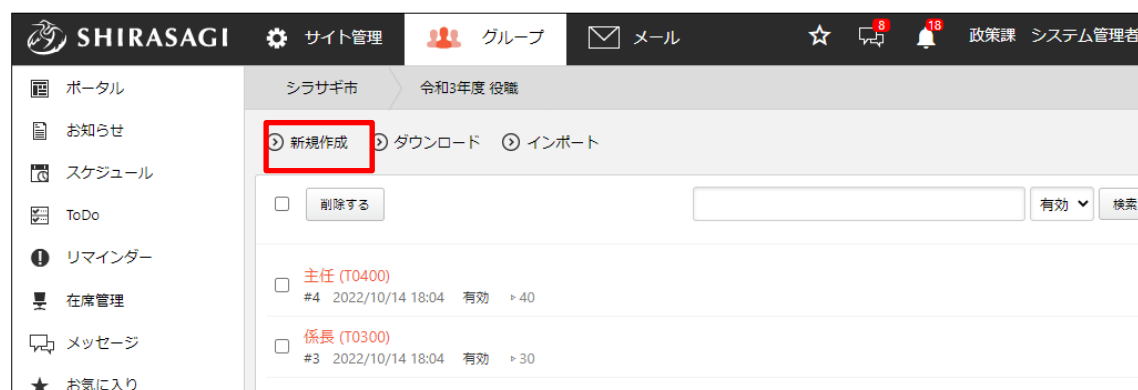 SHIRASAGI サイト管理 グループ メール 8 18 政策課 システム管理者
ポータル
シラサギ市 令和3年度 役職
お知らせ
新規作成 ダウンロード インポート
スケジュール
ToDo
削除する 有効 検索
リマインダー
主任 (T0400)
#4 2022/10/14 18:04 有効 40
在席管理
係長 (T0300)
メッセージ
#3 2022/10/14 18:04 有効 30
お気に入り